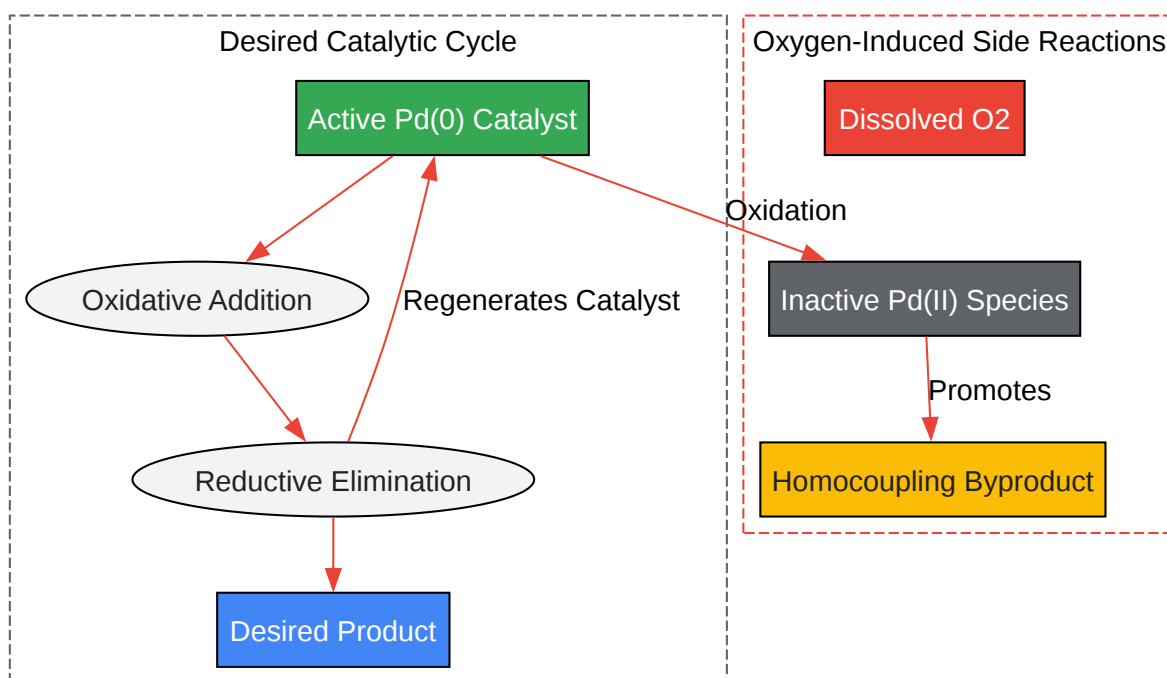 Desired Catalytic Cycle
Oxygen-Induced Side Reactions
Active Pd(0) Catalyst
Dissolved O2
Oxidation
Oxidative Addition
Regenerates Catalyst
Inactive Pd(II) Species
Promotes
Reductive Elimination
Homocoupling Byproduct
Desired Product